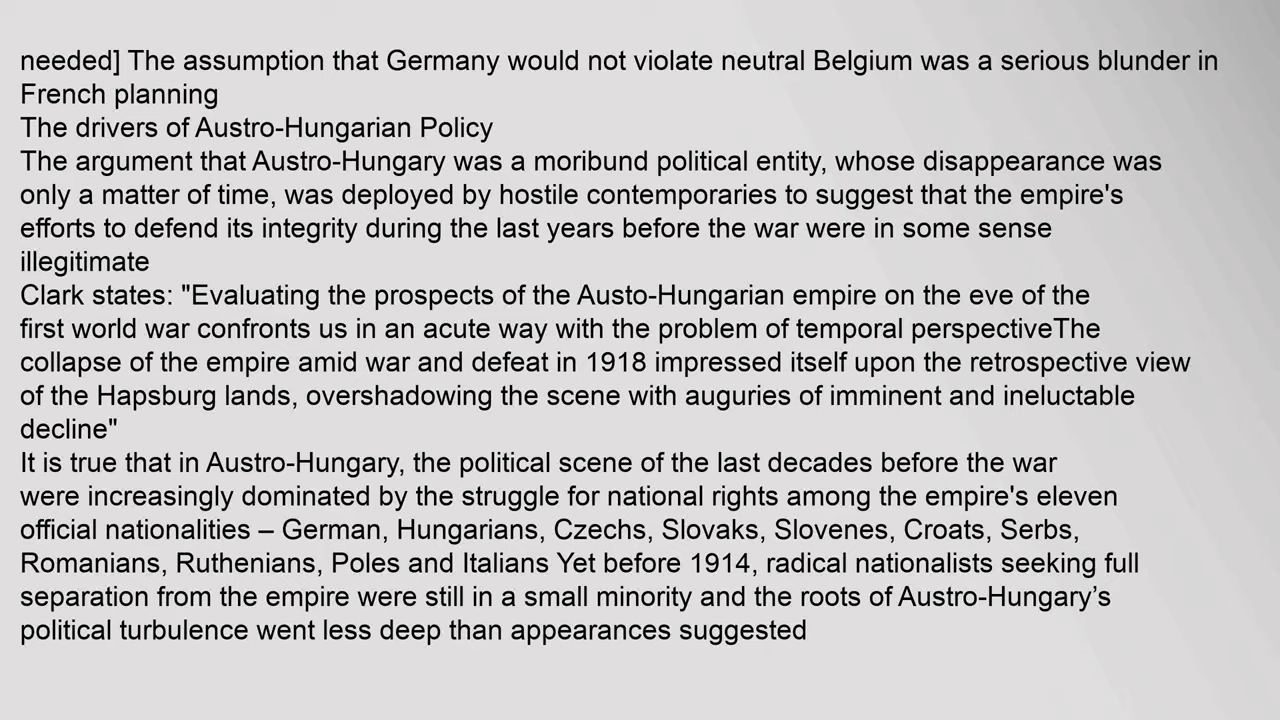 needed] The assumption that Germany would not violate neutral Belgium was a serious blunder in
French planning
The drivers of Austro-Hungarian Policy
The argument that Austro-Hungary was a moribund political entity, whose disappearance was
only a matter of time, was deployed by hostile contemporaries to suggest that the empire's
efforts to defend its integrity during the last years before the war were in some sense
illegitimate
Clark states: "Evaluating the prospects of the Austo-Hungarian empire on the eve of the
first world war confronts us in an acute way with the problem of temporal perspectiveThe
collapse of the empire amid war and defeat in 1918 impressed itself upon the retrospective view
of the Hapsburg lands, overshadowing the scene with auguries of imminent and ineluctable
decline"
It is true that in Austro-Hungary, the political scene of the last decades before the war
were increasingly dominated by the struggle for national rights among the empire's eleven
official nationalities – German, Hungarians, Czechs, Slovaks, Slovenes, Croats, Serbs,
Romanians, Ruthenians, Poles and Italians Yet before 1914, radical nationalists seeking full
separation from the empire were still in a small minority and the roots of Austro-Hungary’s
political turbulence went less deep than appearances suggested